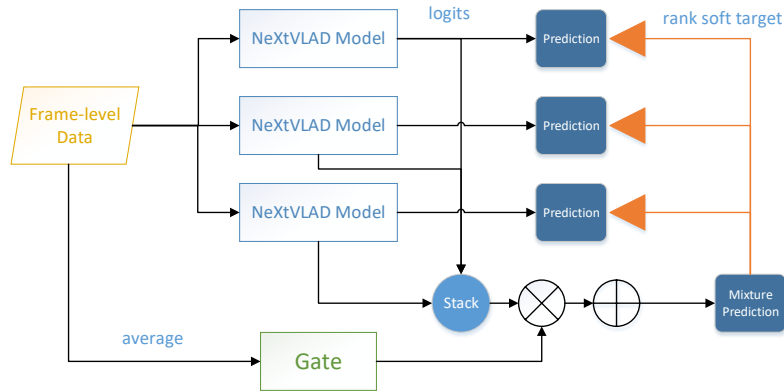 logits
rank soft target
NeXtVLAD Model
Prediction
Frame-level
Data
NeXtVLAD Model
Prediction
NeXtVLAD Model
Prediction
Stack
Mixture
Prediction
average
Gate